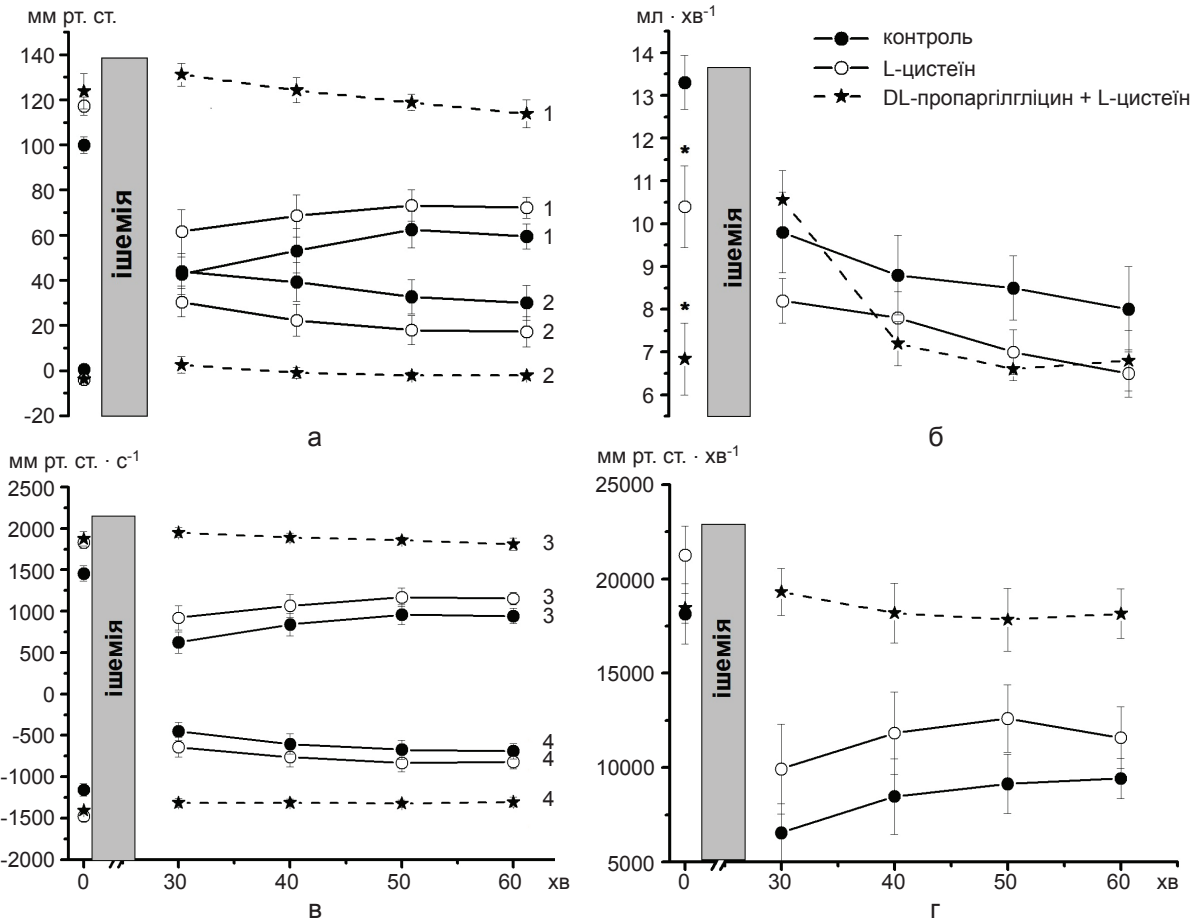 мм рт. ст.
140
120
100
80
60
40
20
0
-20
ішемія
1
1
1
2
2
2
а
мл · хв⁻¹
14
13
12
11
10
9
8
7
6
*
*
ішемія
контроль
L-цистеїн
DL-пропаргілгліцин + L-цистеїн
б
мм рт. ст. · с⁻¹
2500
2000
1500
1000
500
0
-500
-1000
-1500
-2000
ішемія
3
3
3
4
4
4
0 30 40 50 60 хв
в
мм рт. ст. · хв⁻¹
25000
20000
15000
10000
5000
ішемія
0 30 40 50 60 хв
г